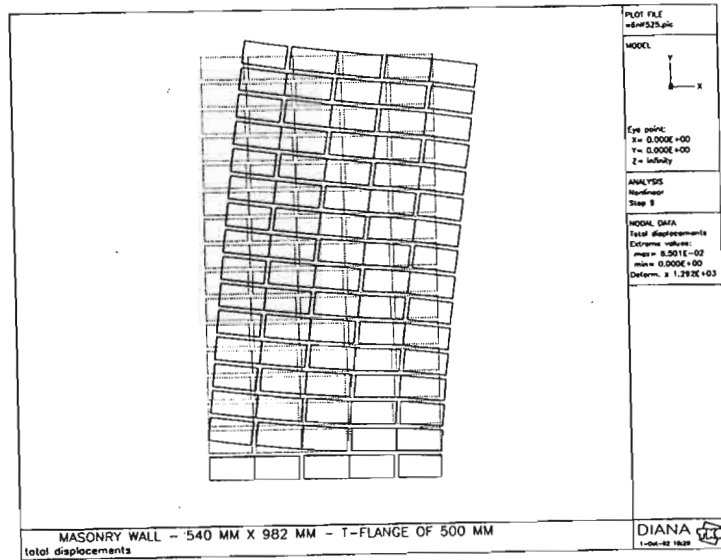 PLOT FILE
MODEL
Y
X
Eye point:
X= 0.000E+00
Y= 0.000E+00
Z= infinity
ANALYSIS
Nonlinear
Step 9
NODAL DATA
Total displacements
Extreme values:
max= 8.501E-02
min= 0.000E+00
Deform. x 1.292E+03
MASONRY WALL - 540 MM X 982 MM - T-FLANGE OF 500 MM
total displacements
DIANA